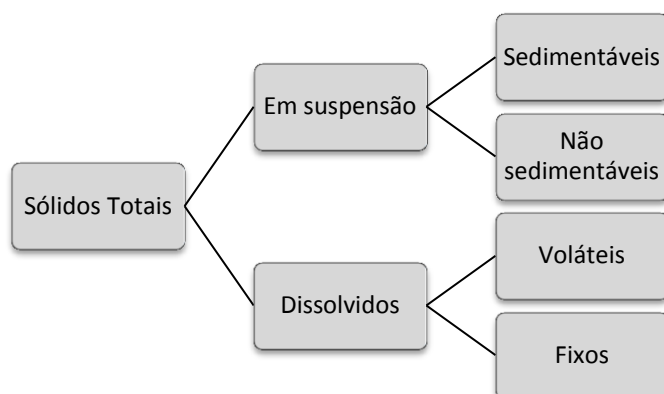 Sólidos Totais
Em suspensão
Sedimentáveis
Não
sedimentáveis
Dissolvidos
Voláteis
Fixos